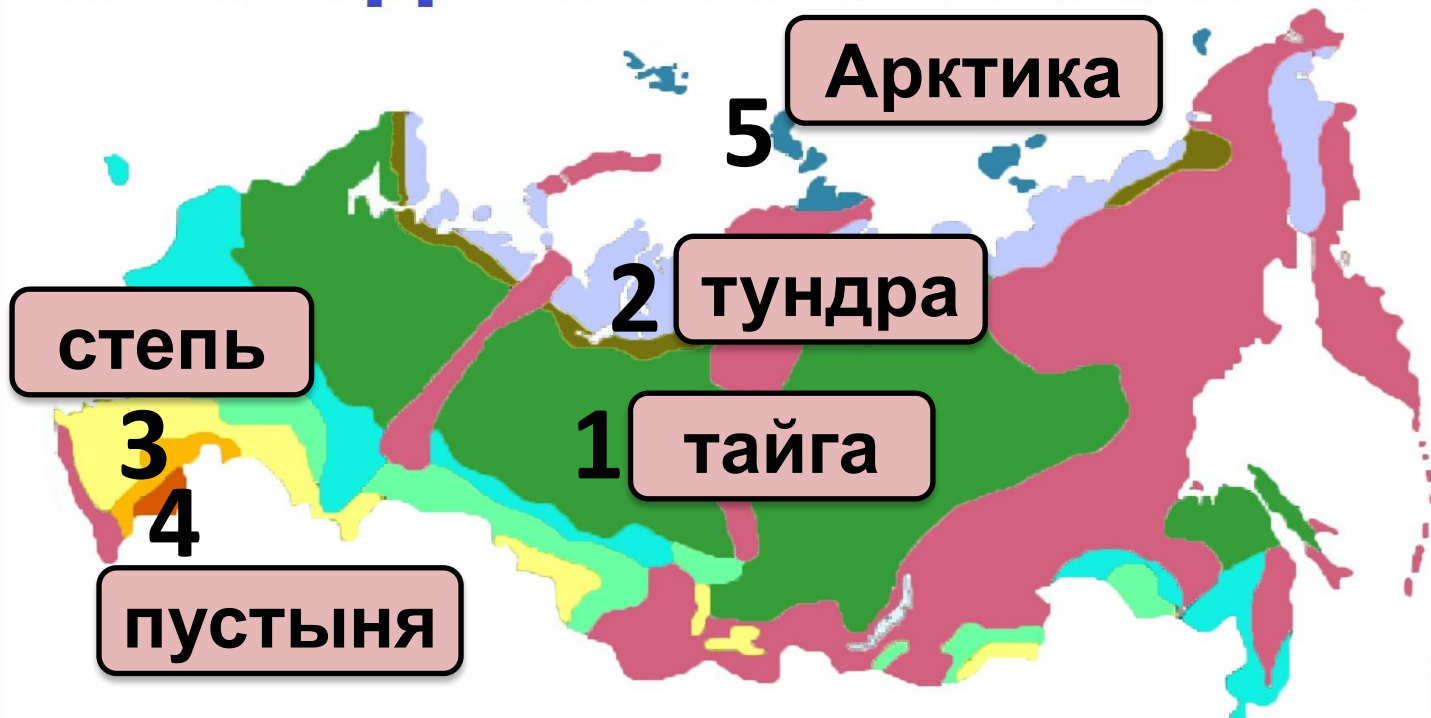 5 Арктика
2 тундра
степь
3
1 тайга
4
пустыня